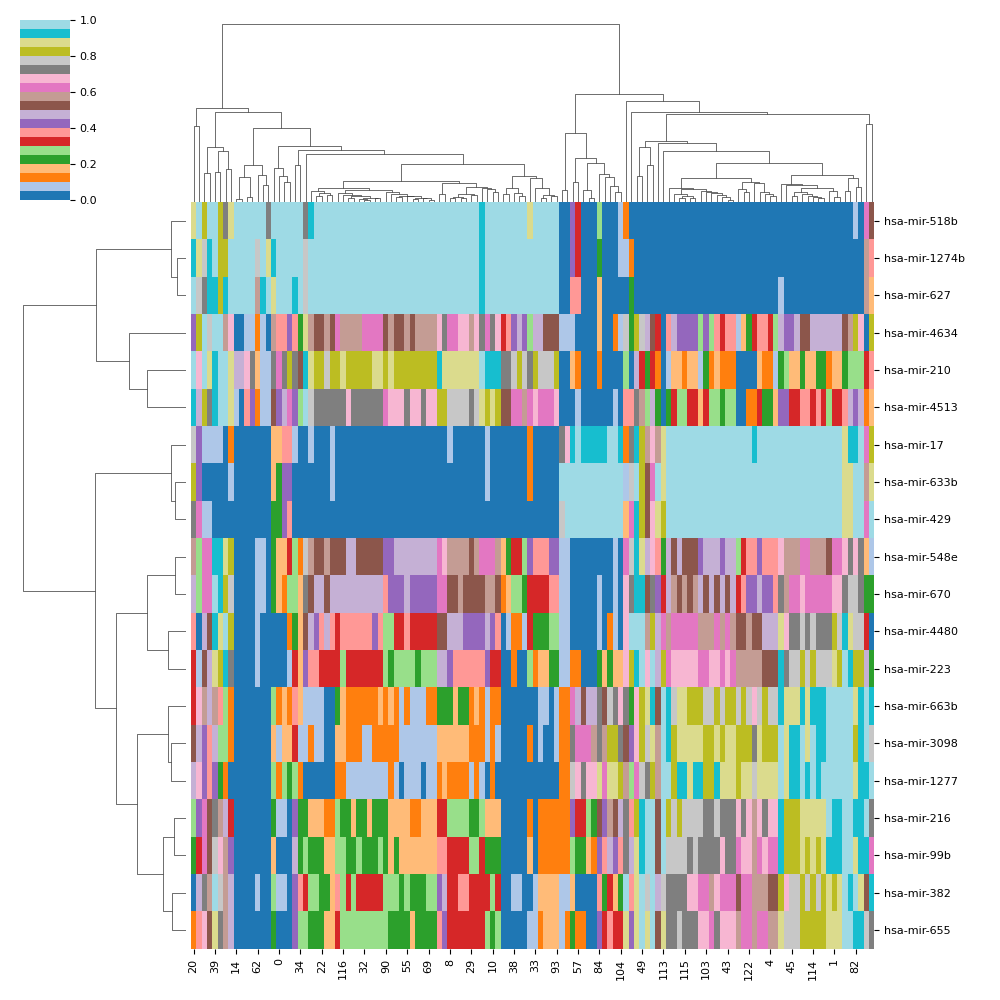 1.0
0.8
0.6
0.4
0.2
0.0
hsa-mir-518b
hsa-mir-1274b
hsa-mir-627
hsa-mir-4634
hsa-mir-210
hsa-mir-4513
hsa-mir-17
hsa-mir-633b
hsa-mir-429
hsa-mir-548e
hsa-mir-670
hsa-mir-4480
hsa-mir-223
hsa-mir-663b
hsa-mir-3098
hsa-mir-1277
hsa-mir-216
hsa-mir-99b
hsa-mir-382
hsa-mir-655
20 39 14 62 0 34 22 116 32 90 55 69 8 29 10 38 33 93 57 84 104 49 113 115 103 43 122 4 45 114 1 82